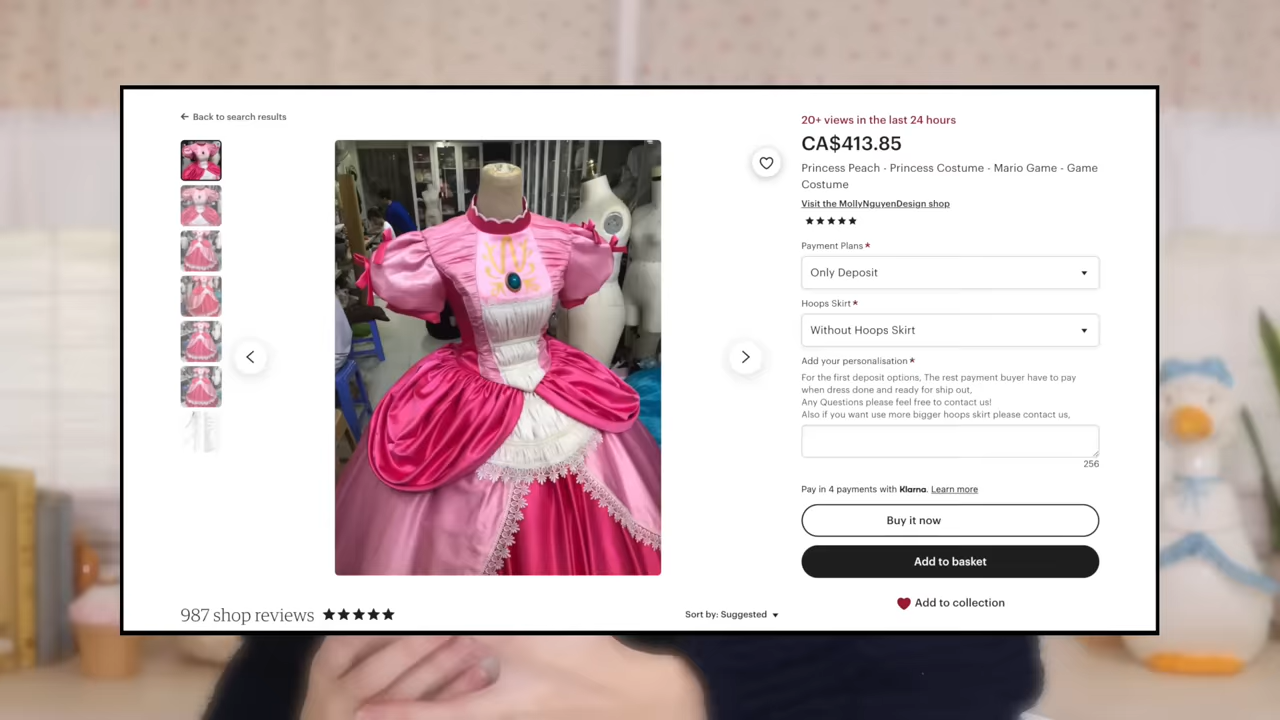 Back to search results
20+ views in the last 24 hours
CA$413.85
Princess Peach - Princess Costume - Mario Game - Game
Costume
Visit the MollyNguyenDesign shop
Payment Plans *
Only Deposit
Hoops Skirt *
Without Hoops Skirt
Add your personalisation *
For the first deposit options, The rest payment buyer have to pay
when dress done and ready for ship out,
Any Questions please feel free to contact us!
Also if you want use more bigger hoops skirt please contact us,
256
Pay in 4 payments with Klarna. Learn more
Buy it now
Add to basket
Add to collection
987 shop reviews
Sort by: Suggested